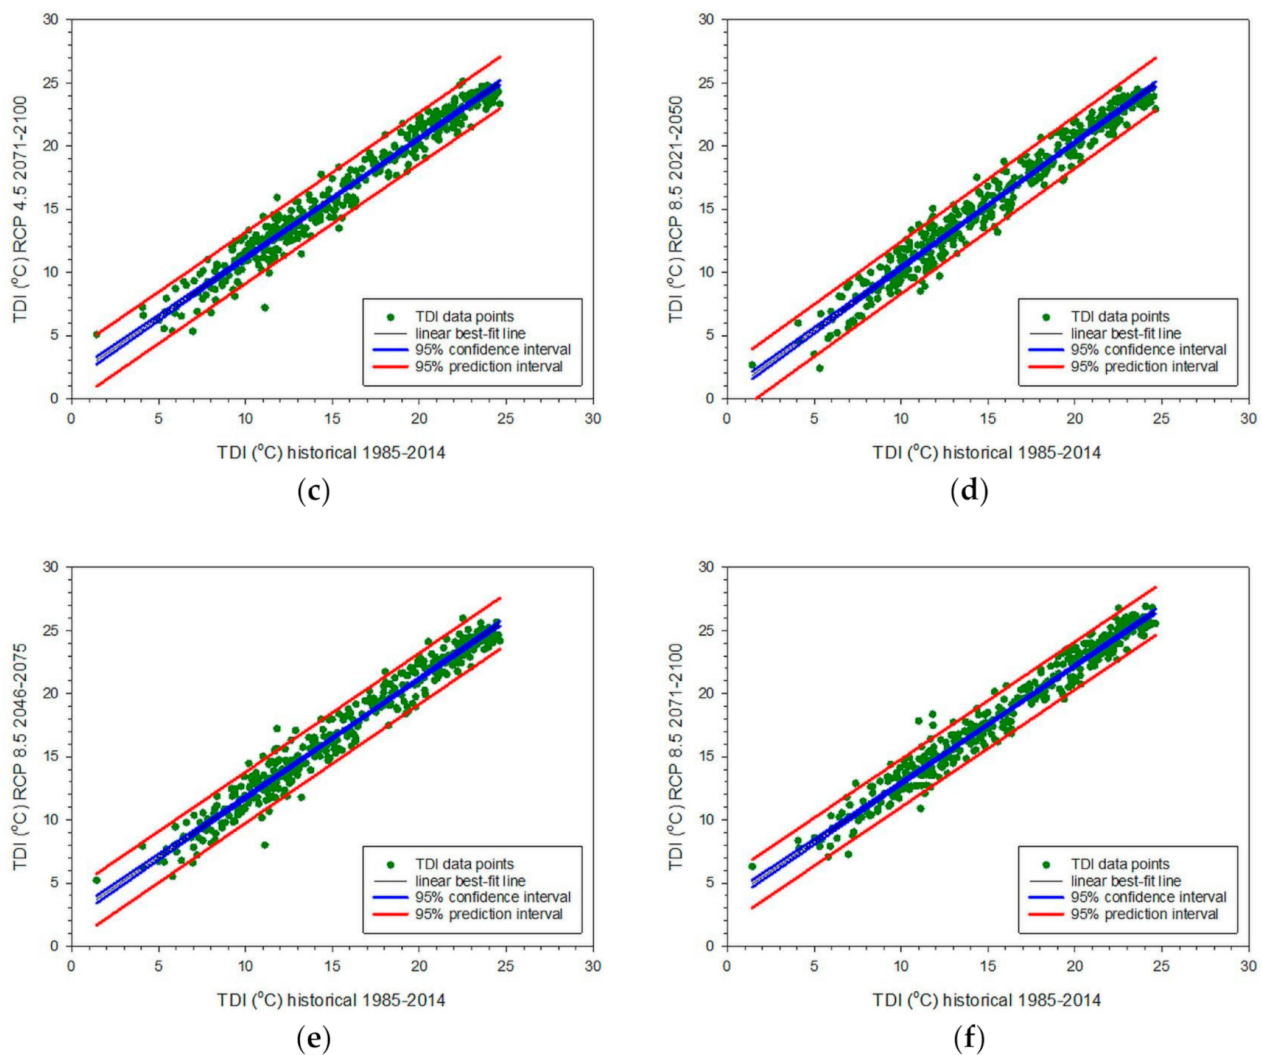 30
25
20
15
10
5
0
TDI (°C) RCP 4.5 2071-2100
TDI data points
linear best-fit line
95% confidence interval
95% prediction interval
0 5 10 15 20 25 30
TDI (°C) historical 1985-2014
(c)
30
25
20
15
10
5
0
TDI (°C) RCP 8.5 2021-2050
TDI data points
linear best-fit line
95% confidence interval
95% prediction interval
0 5 10 15 20 25 30
TDI (°C) historical 1985-2014
(d)
30
25
20
15
10
5
0
TDI (°C) RCP 8.5 2046-2075
TDI data points
linear best-fit line
95% confidence interval
95% prediction interval
0 5 10 15 20 25 30
TDI (°C) historical 1985-2014
(e)
30
25
20
15
10
5
0
TDI (°C) RCP 8.5 2071-2100
TDI data points
linear best-fit line
95% confidence interval
95% prediction interval
0 5 10 15 20 25 30
TDI (°C) historical 1985-2014
(f)